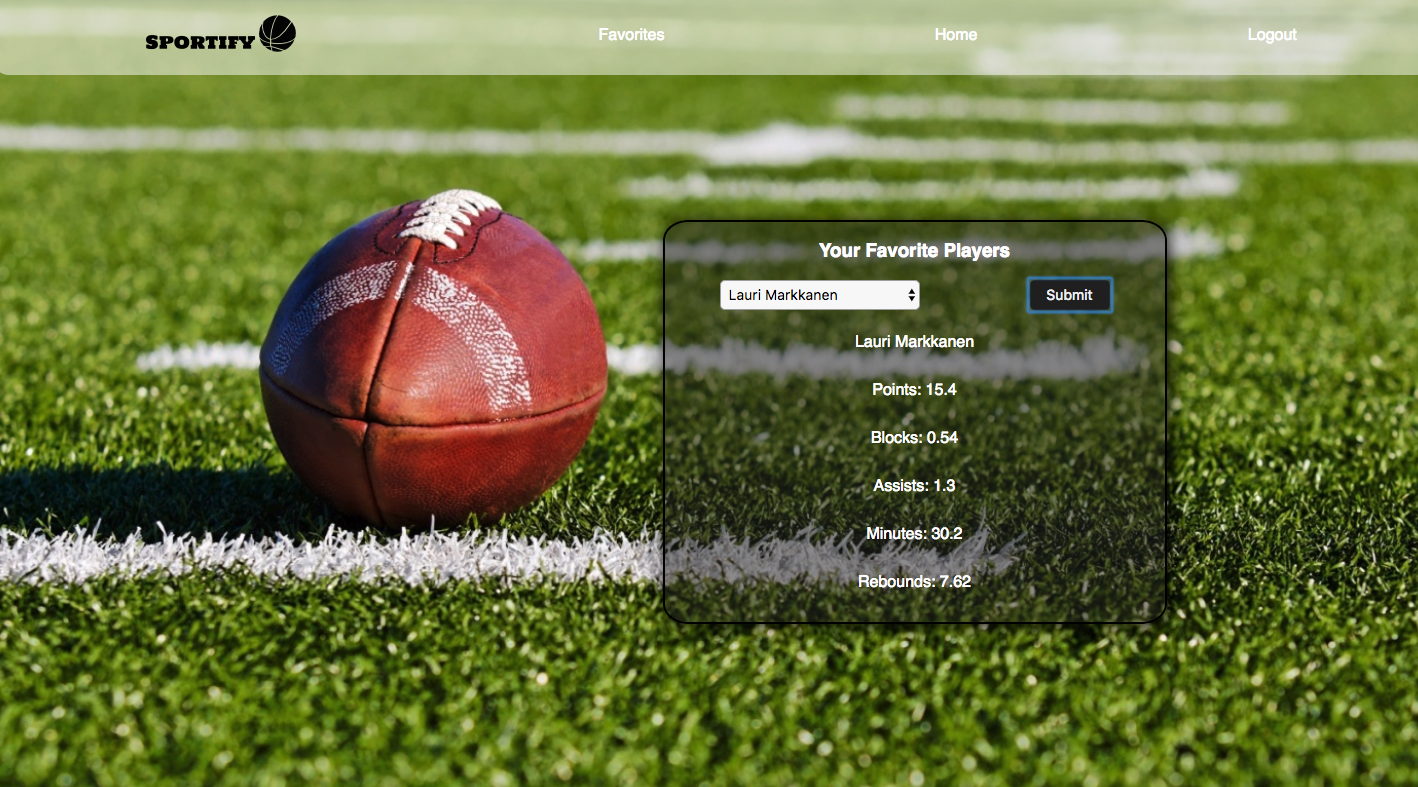 SPORTIFY
Favorites
Home
Logout
Your Favorite Players
Lauri Markkanen
Submit
Lauri Markkanen
Points: 15.4
Blocks: 0.54
Assists: 1.3
Minutes: 30.2
Rebounds: 7.62